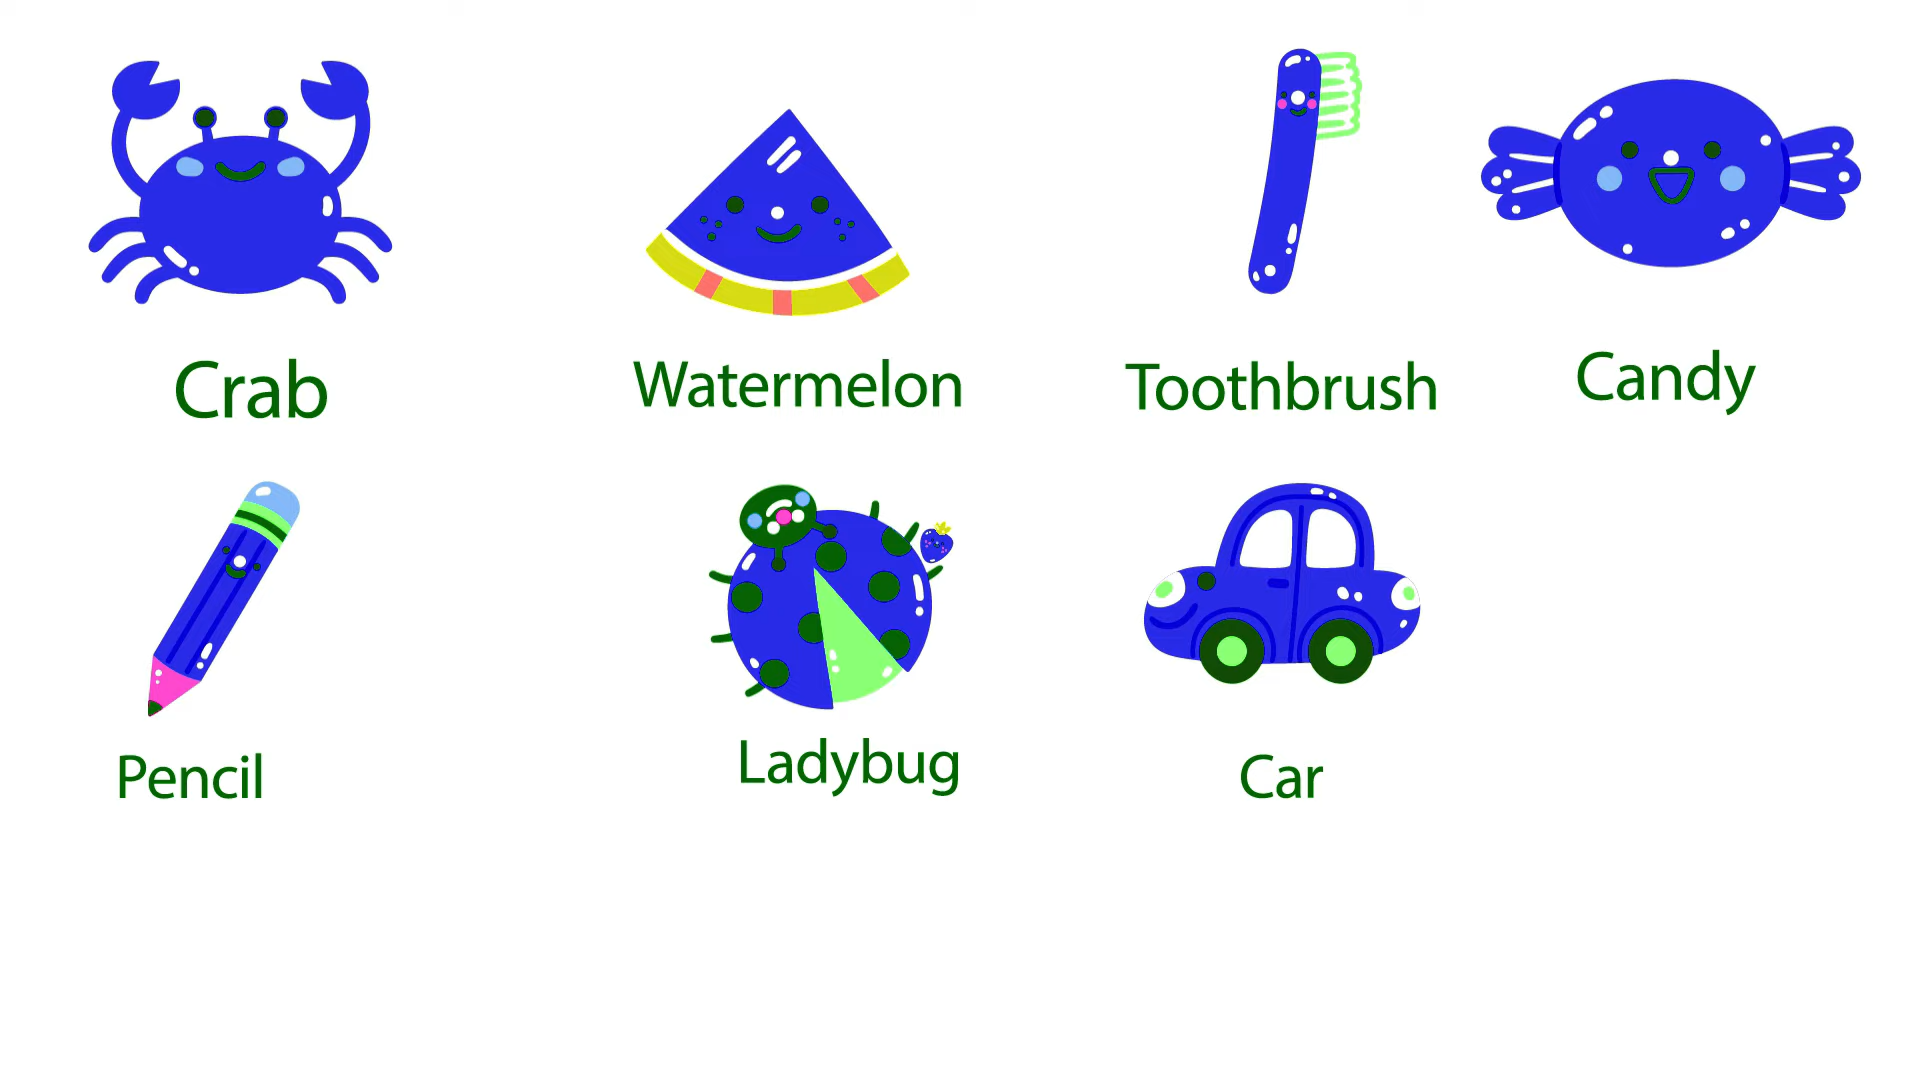 Crab
Watermelon
Toothbrush
Candy
Pencil
Ladybug
Car